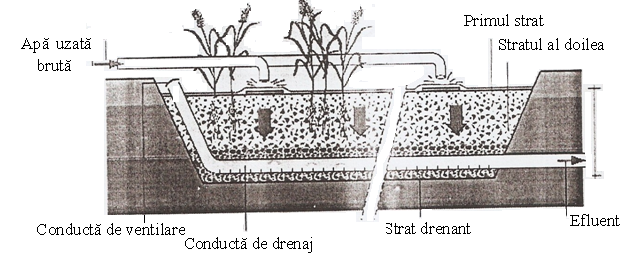 Primul strat
Apă uzată
brută
Stratul al doilea
Conductă de ventilare
Conductă de drenaj
Strat drenant
Efluent